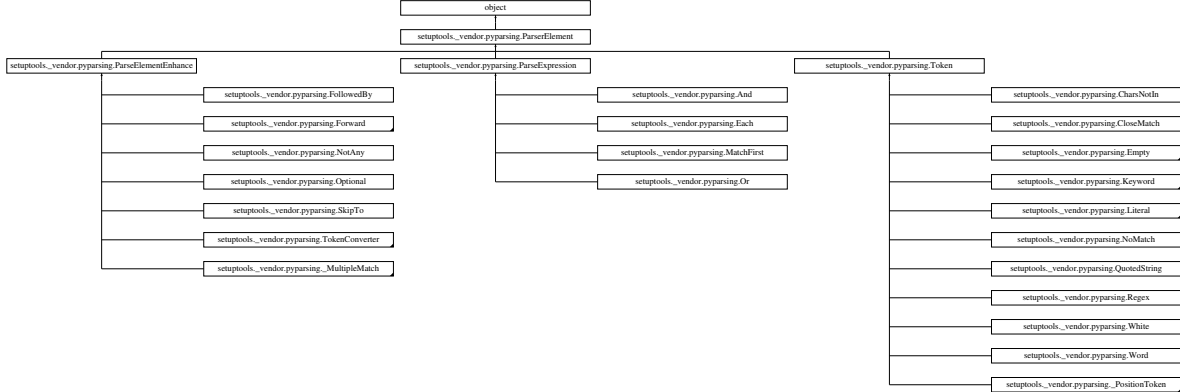 object
setuptools._vendor.pyparsing.ParserElement
setuptools._vendor.pyparsing.ParseElementEnhance
setuptools._vendor.pyparsing.ParseExpression
setuptools._vendor.pyparsing.Token
setuptools._vendor.pyparsing.FollowedBy
setuptools._vendor.pyparsing.Forward
setuptools._vendor.pyparsing.NotAny
setuptools._vendor.pyparsing.Optional
setuptools._vendor.pyparsing.SkipTo
setuptools._vendor.pyparsing.TokenConverter
setuptools._vendor.pyparsing._MultipleMatch
setuptools._vendor.pyparsing.And
setuptools._vendor.pyparsing.Each
setuptools._vendor.pyparsing.MatchFirst
setuptools._vendor.pyparsing.Or
setuptools._vendor.pyparsing.CharsNotIn
setuptools._vendor.pyparsing.CloseMatch
setuptools._vendor.pyparsing.Empty
setuptools._vendor.pyparsing.Keyword
setuptools._vendor.pyparsing.Literal
setuptools._vendor.pyparsing.NoMatch
setuptools._vendor.pyparsing.QuotedString
setuptools._vendor.pyparsing.Regex
setuptools._vendor.pyparsing.White
setuptools._vendor.pyparsing.Word
setuptools._vendor.pyparsing._PositionToken